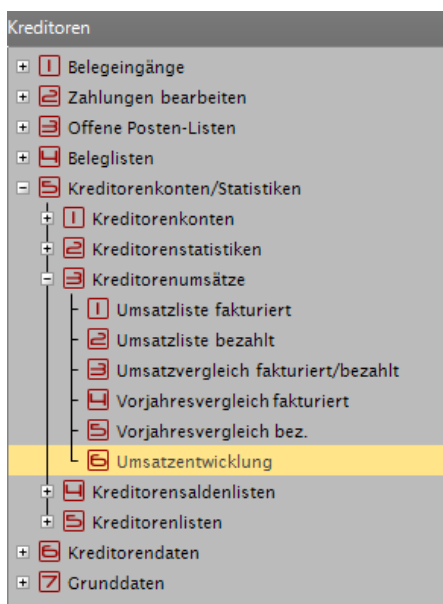 Kreditoren
1 Belegeingänge
2 Zahlungen bearbeiten
3 Offene Posten-Listen
4 Beleglisten
5 Kreditorenkonten/Statistiken
1 Kreditorenkonten
2 Kreditorenstatistiken
3 Kreditorenumsätze
1 Umsatzliste fakturiert
2 Umsatzliste bezahlt
3 Umsatzvergleich fakturiert/bezahlt
4 Vorjahresvergleich fakturiert
5 Vorjahresvergleich bez.
6 Umsatzentwicklung
4 Kreditorensaldenlisten
5 Kreditorenlisten
6 Kreditorendaten
7 Grunddaten